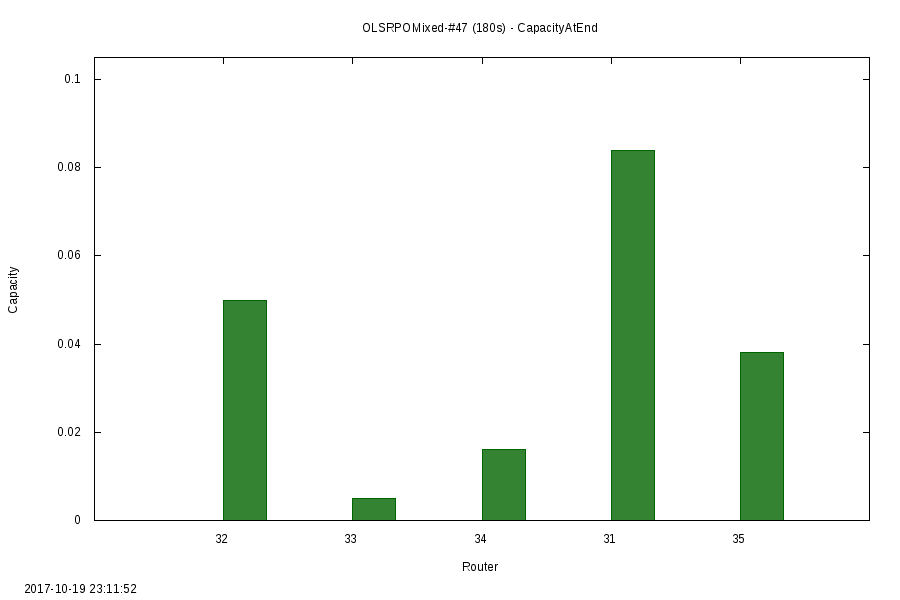 OLSRPOMixed-#47 (180s) - CapacityAtEnd
0.1
0.08
0.06
0.04
0.02
0
Capacity
32 33 34 31 35
Router
2017-10-19 23:11:52